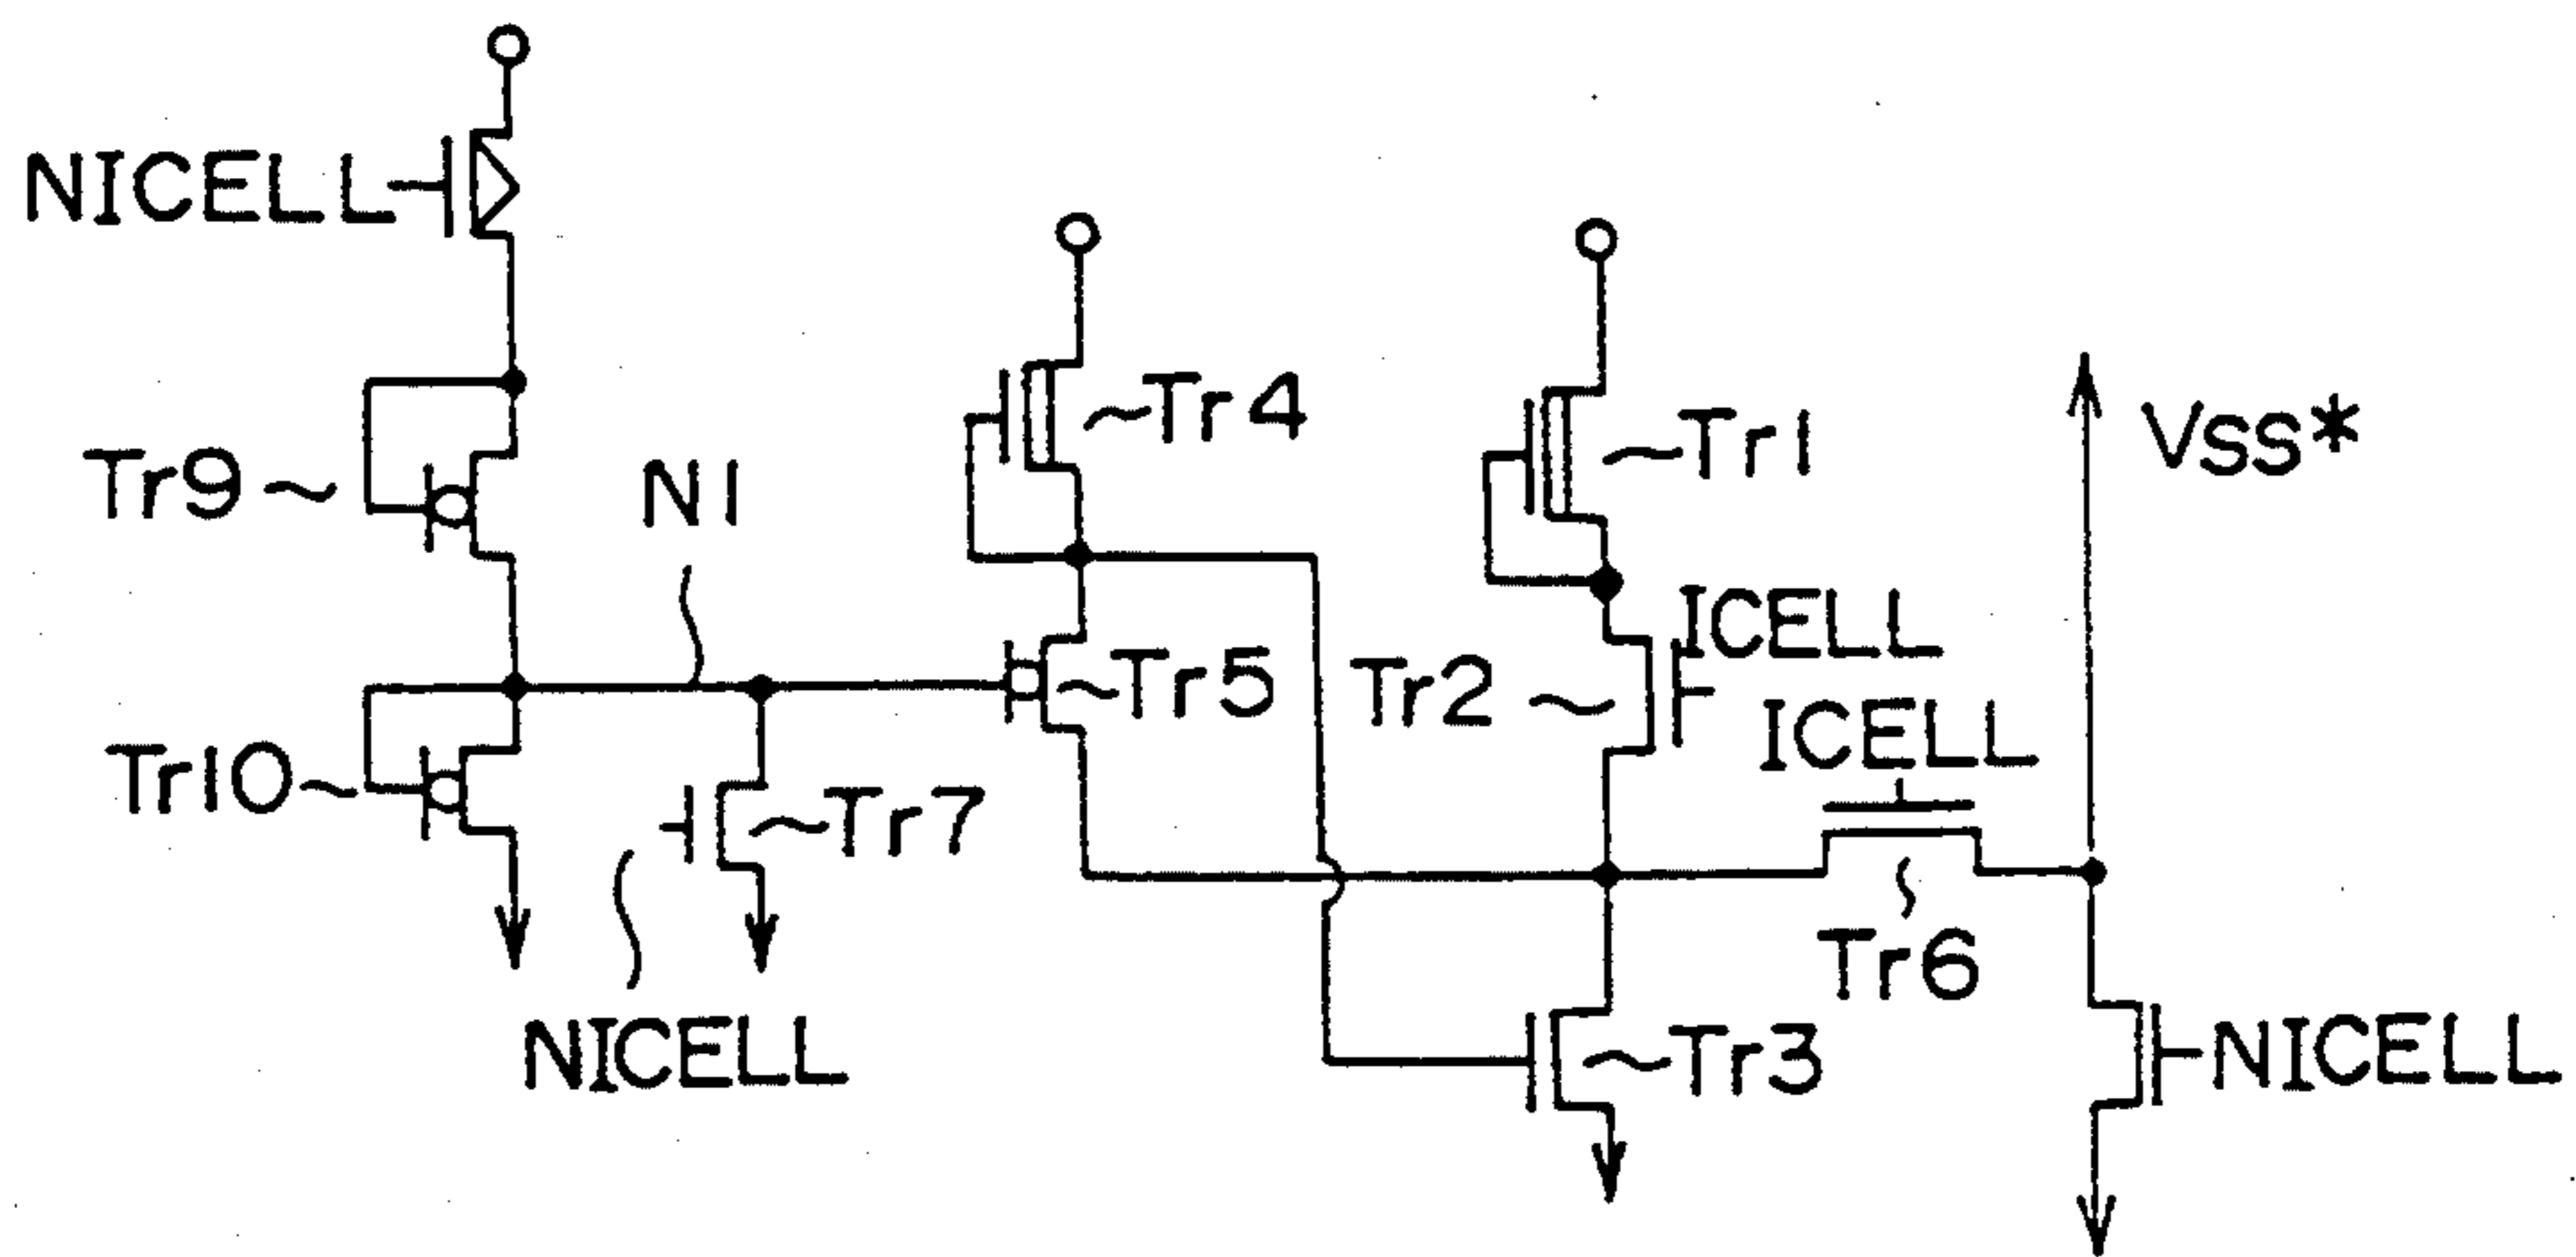 NICELL
Tr9
N1
Tr4
Tr1
VSS*
ICELL
Tr5
Tr2
ICELL
Tr10
Tr7
Tr6
NICELL
Tr3
NICELL